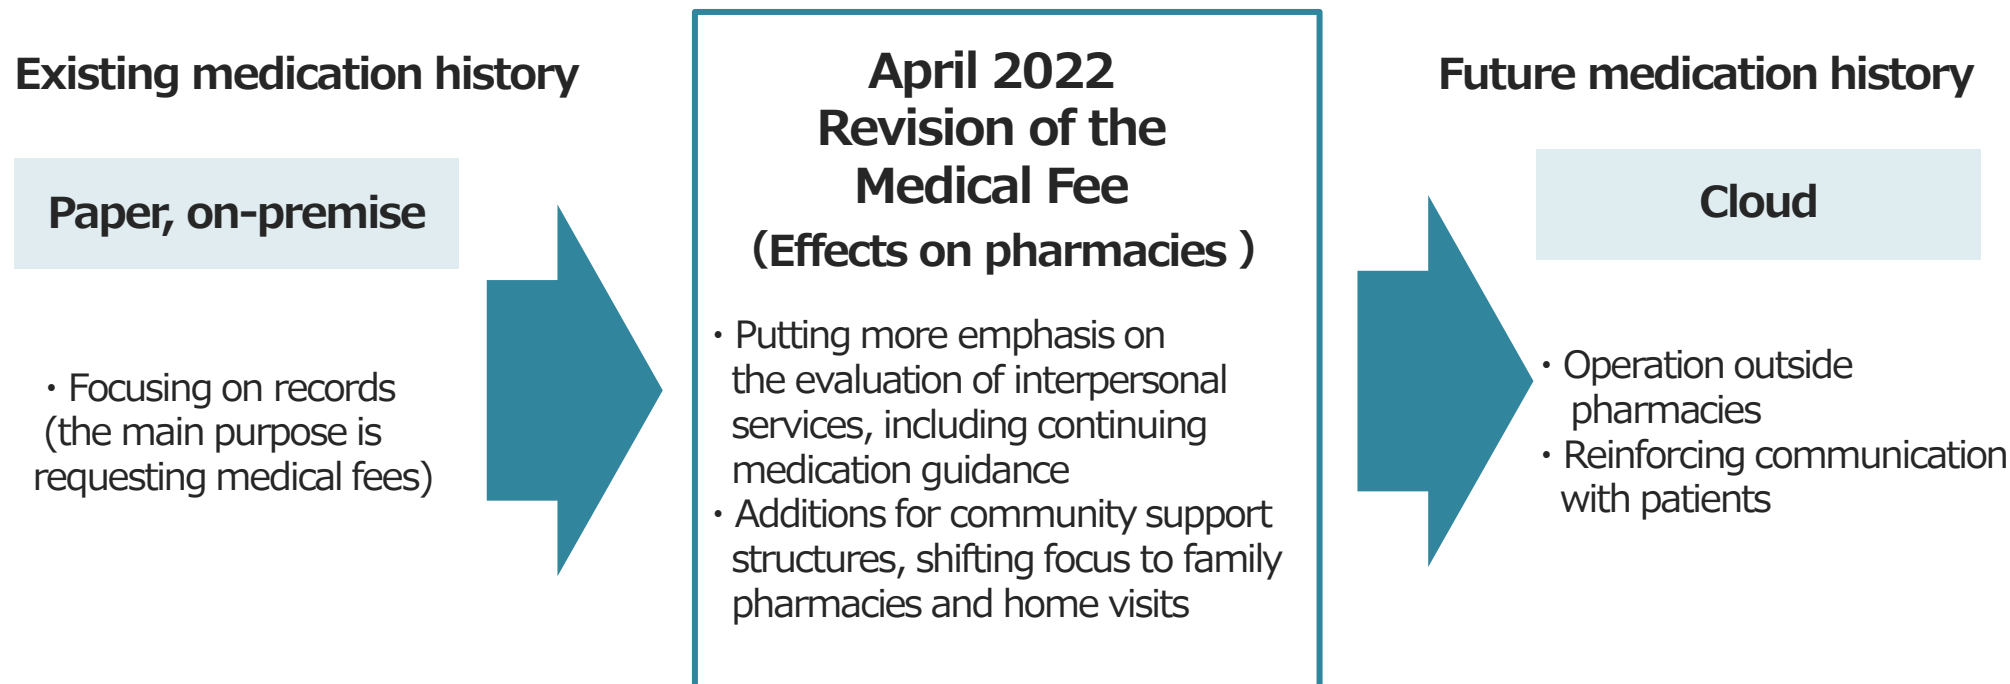 Existing medication history
Paper, on-premise
・Focusing on records
(the main purpose is
requesting medical fees)
April 2022
Revision of the
Medical Fee
(Effects on pharmacies )
・Putting more emphasis on
the evaluation of interpersonal
services, including continuing
medication guidance
・Additions for community support
structures, shifting focus to family
pharmacies and home visits
Future medication history
Cloud
・Operation outside
pharmacies
・Reinforcing communication
with patients